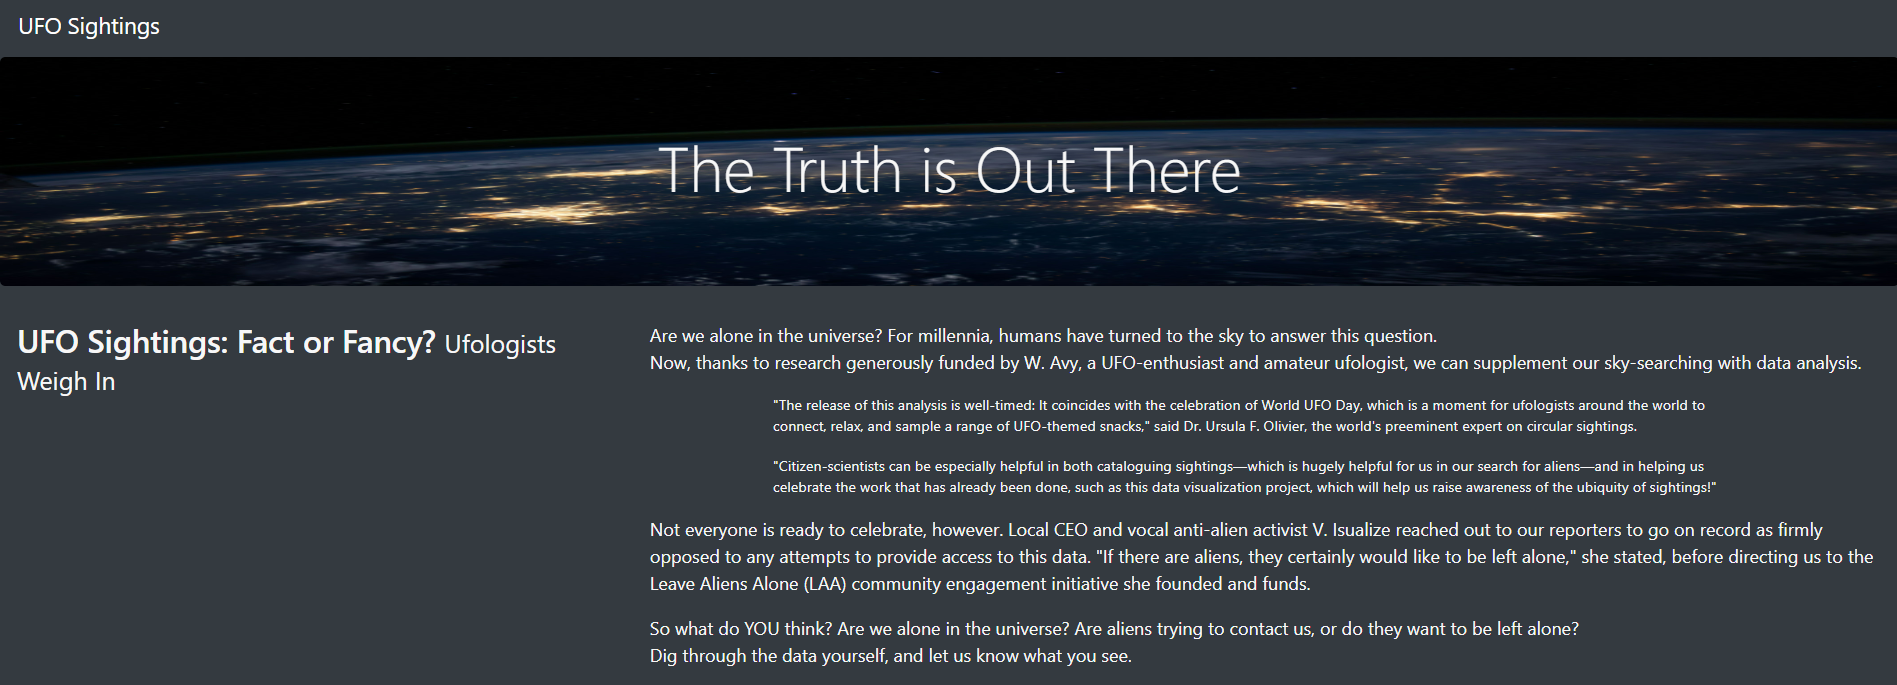 UFO Sightings
The Truth is Out There
UFO Sightings: Fact or Fancy? Ufologists
Weigh In
Are we alone in the universe? For millennia, humans have turned to the sky to answer this question.
Now, thanks to research generously funded by W. Avy, a UFO-enthusiast and amateur ufologist, we can supplement our sky-searching with data analysis.
"The release of this analysis is well-timed: It coincides with the celebration of World UFO Day, which is a moment for ufologists around the world to
connect, relax, and sample a range of UFO-themed snacks," said Dr. Ursula F. Olivier, the world's preeminent expert on circular sightings.
"Citizen-scientists can be especially helpful in both cataloguing sightings—which is hugely helpful for us in our search for aliens—and in helping us
celebrate the work that has already been done, such as this data visualization project, which will help us raise awareness of the ubiquity of sightings!"
Not everyone is ready to celebrate, however. Local CEO and vocal anti-alien activist V. Isualize reached out to our reporters to go on record as firmly
opposed to any attempts to provide access to this data. "If there are aliens, they certainly would like to be left alone," she stated, before directing us to the
Leave Aliens Alone (LAA) community engagement initiative she founded and funds.
So what do YOU think? Are we alone in the universe? Are aliens trying to contact us, or do they want to be left alone?
Dig through the data yourself, and let us know what you see.